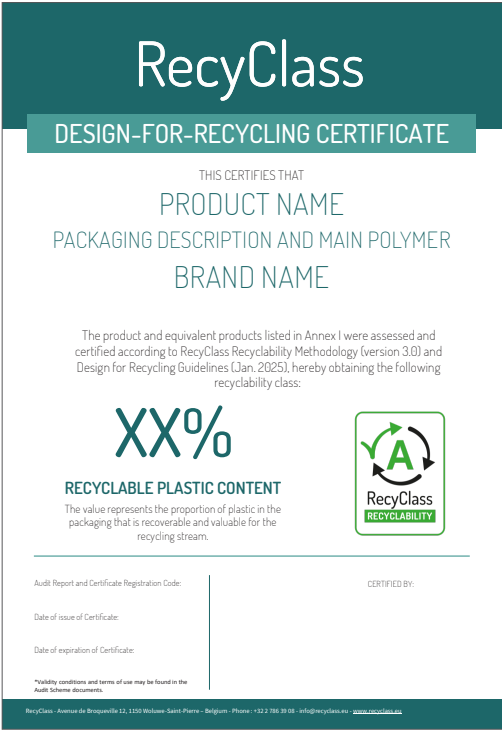 RecyClass
DESIGN-FOR-RECYCLING CERTIFICATE
THIS CERTIFIES THAT
PRODUCT NAME
PACKAGING DESCRIPTION AND MAIN POLYMER
BRAND NAME
The product and equivalent products listed in Annex I were assessed and
certified according to RecyClass Recyclability Methodology (version 3.0) and
Design for Recycling Guidelines (Jan. 2025), hereby obtaining the following
recyclability class:
XX%
RECYCLABLE PLASTIC CONTENT
The value represents the proportion of plastic in the
packaging that is recoverable and valuable for the
recycling stream.
A
RecyClass
RECYCLABILITY
Audit Report and Certificate Registration Code:
Date of issue of Certificate:
Date of expiration of Certificate:
*Validity conditions and terms of use may be found in the
Audit Scheme documents.
CERTIFIED BY:
RecyClass - Avenue de Broqueville 12, 1150 Woluwe-Saint-Pierre – Belgium - Phone : +32 2 786 39 08 - info@recyclass.eu - www.recyclass.eu